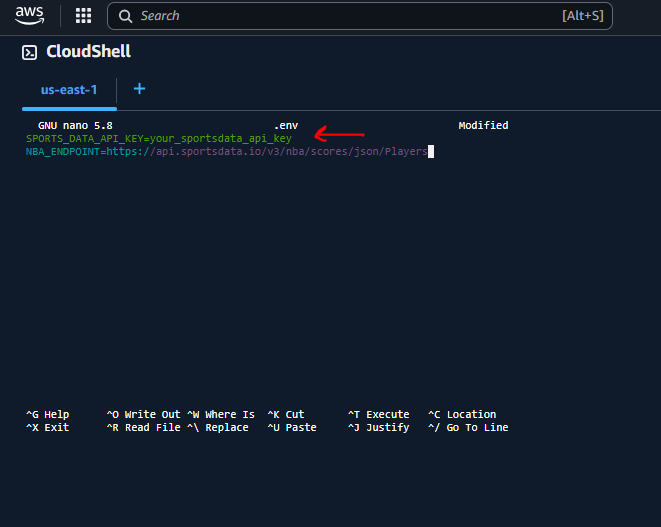 aws
Search [Alt+S]
CloudShell
us-east-1 +
GNU nano 5.8 .env Modified
SPORTS_DATA_API_KEY=your_sportsdata_api_key
NBA_ENDPOINT=https://api.sportsdata.io/v3/nba/scores/json/Players
^G Help ^O Write Out ^W Where Is ^K Cut ^T Execute ^C Location
^X Exit ^R Read File ^\ Replace ^U Paste ^J Justify ^/ Go To Line